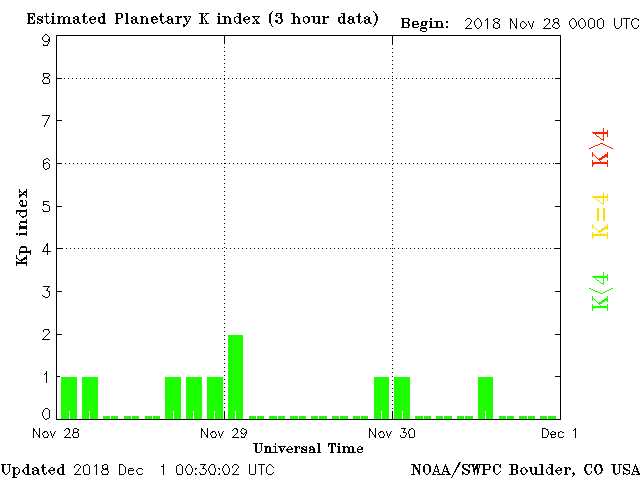 Estimated Planetary K index (3 hour data) Begin: 2018 Nov 28 0000 UTC
9
8
7
6
5
4
3
2
1
0
Kp index
K>4
K=4
K<4
Nov 28 Nov 29 Nov 30 Dec 1
Universal Time
Updated 2018 Dec 1 00:30:02 UTC NOAA/SWPC Boulder, CO USA